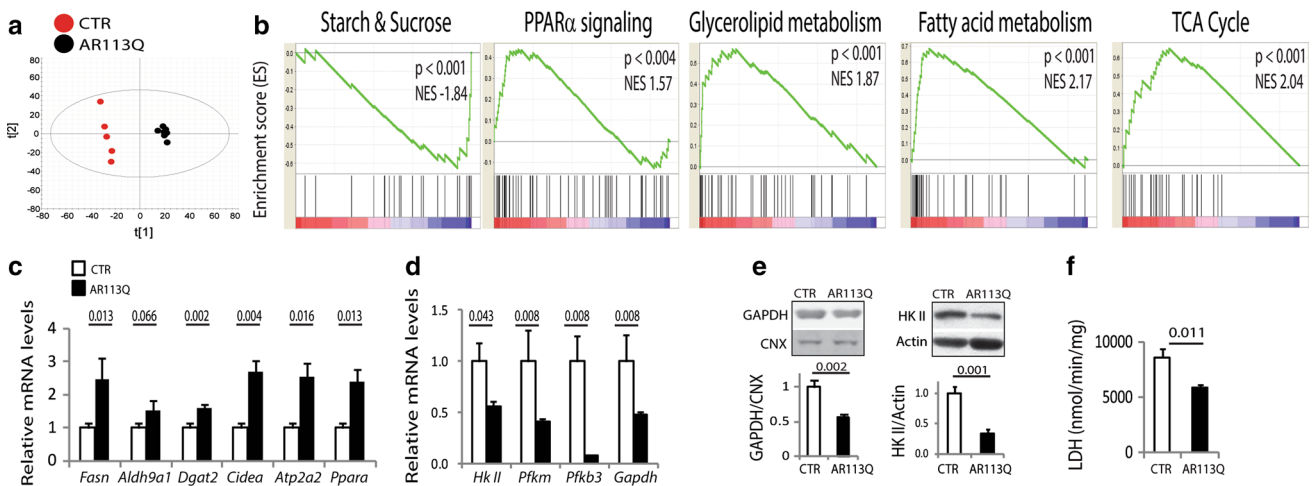 a
CTR
AR113Q
80
60
40
20
0
-20
-40
-60
-80
t[2]
-80 -60 -40 -20 0 20 40 60 80
t[1]
b
Enrichment score (ES)
Starch & Sucrose
p < 0.001
NES -1.84
PPARα signaling
p < 0.004
NES 1.57
Glycerolipid metabolism
p < 0.001
NES 1.87
Fatty acid metabolism
p < 0.001
NES 2.17
TCA Cycle
p < 0.001
NES 2.04
c
CTR
AR113Q
Relative mRNA levels
0.013 0.066 0.002 0.004 0.016 0.013
4
3
2
1
0
Fasn Aldh9a1 Dgat2 Cidea Atp2a2 Ppara
d
Relative mRNA levels
0.043 0.008 0.008 0.008
1.5
1.0
0.5
0.0
Hk II Pfkm Pfkb3 Gapdh
e
CTR AR113Q
GAPDH
CNX
0.002
GAPDH/CNX
1.0
0.5
0.0
CTR AR113Q
CTR AR113Q
HK II
Actin
0.001
HK II/Actin
1.0
0.5
0.0
CTR AR113Q
f
0.011
LDH (nmol/min/mg)
10000
5000
0
CTR AR113Q